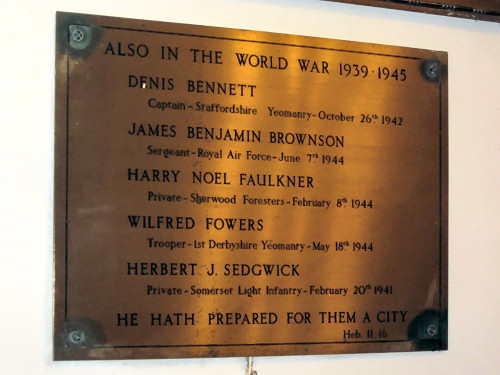 ALSO IN THE WORLD WAR 1939·1945
DENIS BENNETT
Captain-Staffordshire Yeomanry-October 26th 1942
JAMES BENJAMIN BROWNSON
Sergeant-Royal Air Force-June 7th 1944
HARRY NOEL FAULKNER
Private-Sherwood Foresters-February 8th 1944
WILFRED FOWERS
Trooper-1st Derbyshire Yeomanry-May 18th 1944
HERBERT J. SEDGWICK
Private-Somerset Light Infantry-February 20th 1941
HE HATH PREPARED FOR THEM A CITY
Heb. 11. 16.